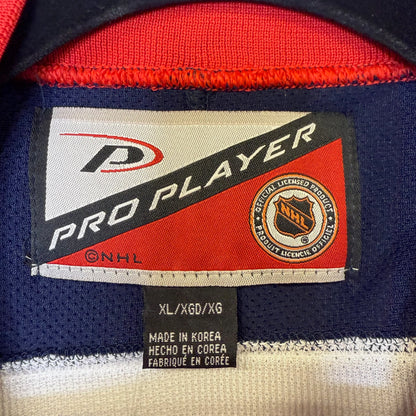 PRO PLAYER
©NHL
OFFICIAL LICENSED PRODUCT
NHL
PRODUIT LICENCIÉ OFFICIEL
XL/XGD/XG
MADE IN KOREA
HECHO EN COREA
FABRIQUÉ EN CORÉE